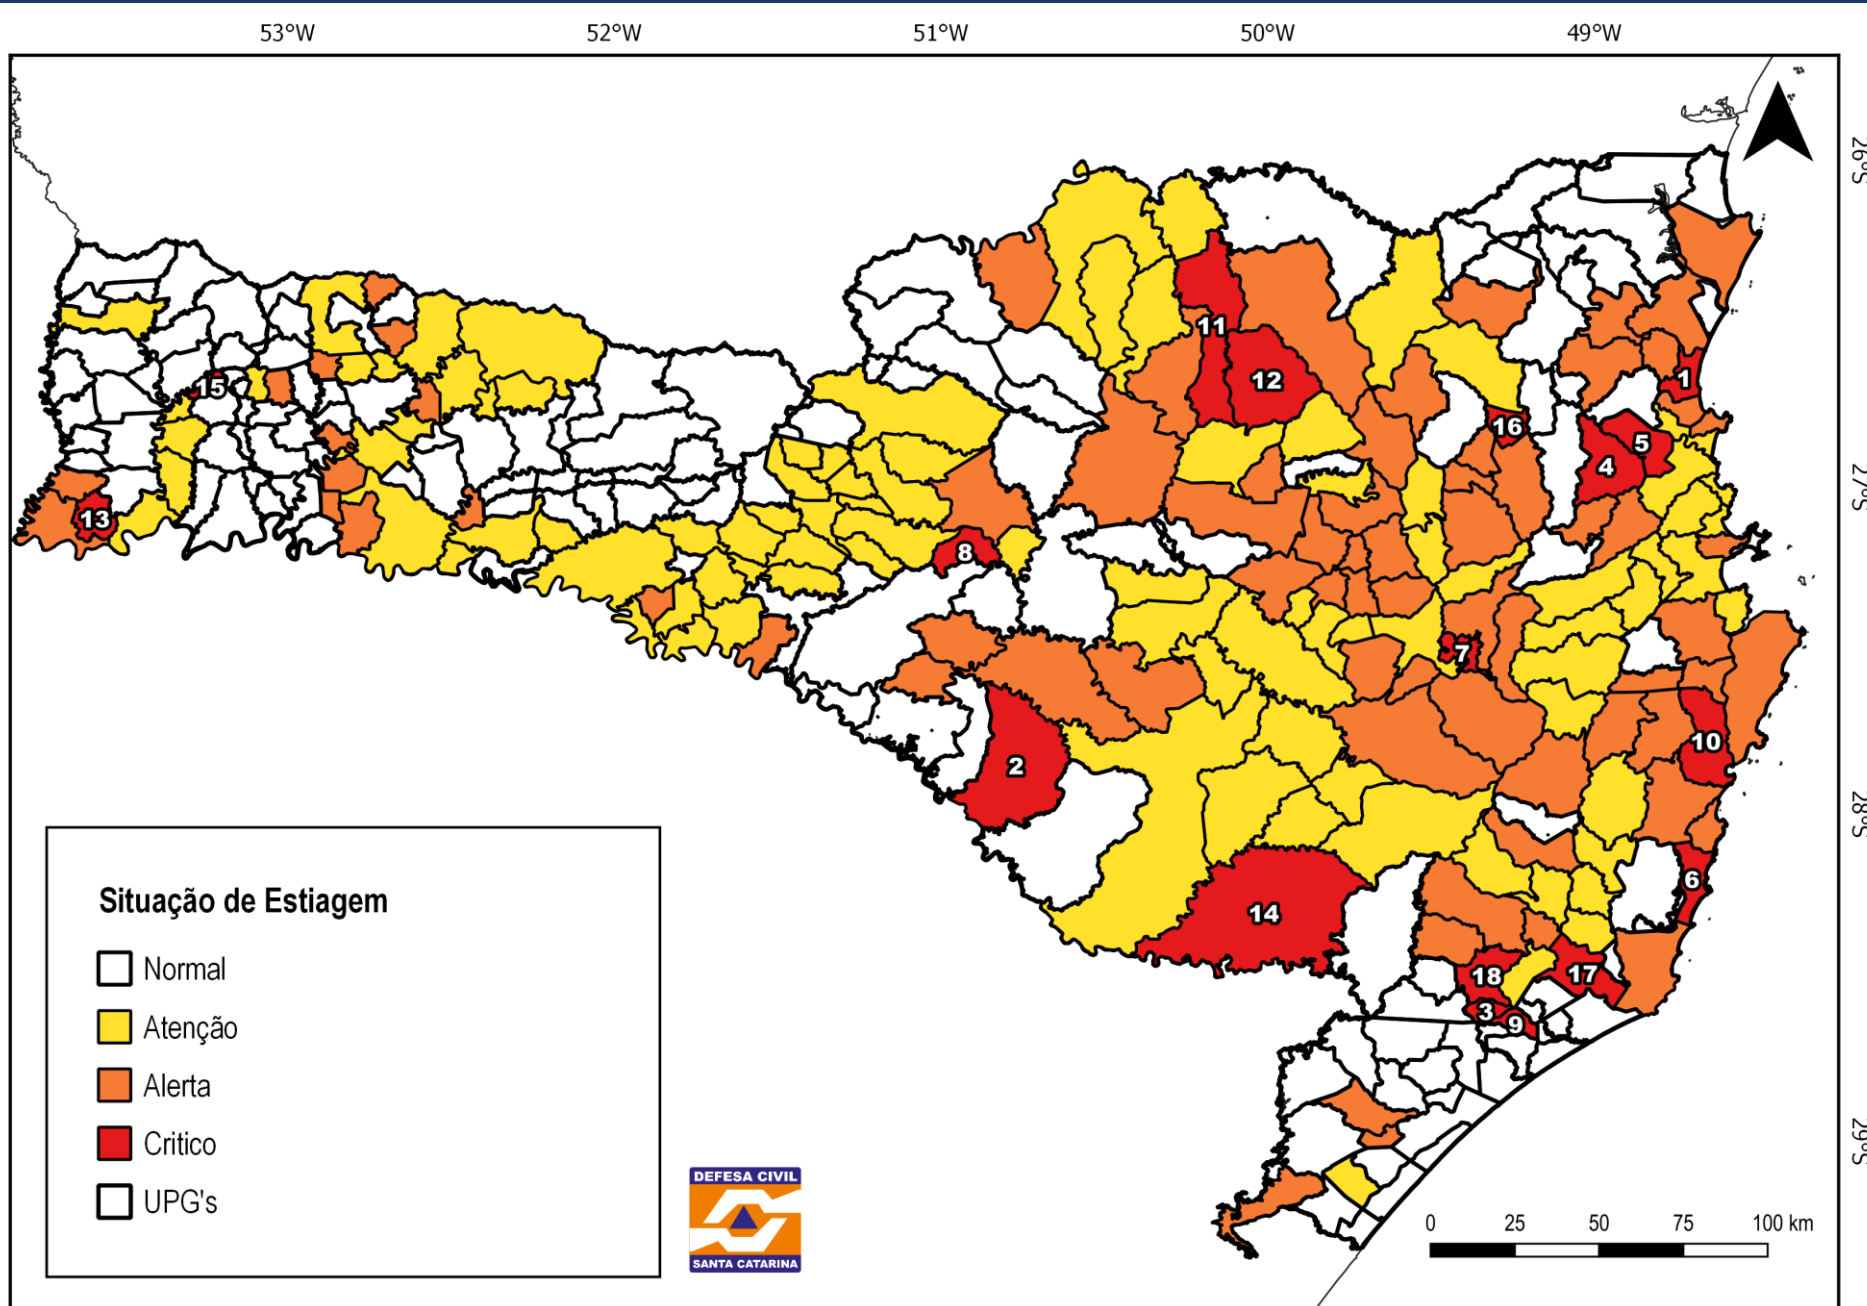 53°W 52°W 51°W 50°W 49°W
26°S
27°S
28°S
29°S
11
12
1
15
16
5
4
13
8
7
10
2
6
14
18
17
3
9
Situação de Estiagem
Normal
Atenção
Alerta
Critico
UPG's
DEFESA CIVIL
SANTA CATARINA
0 25 50 75 100 km